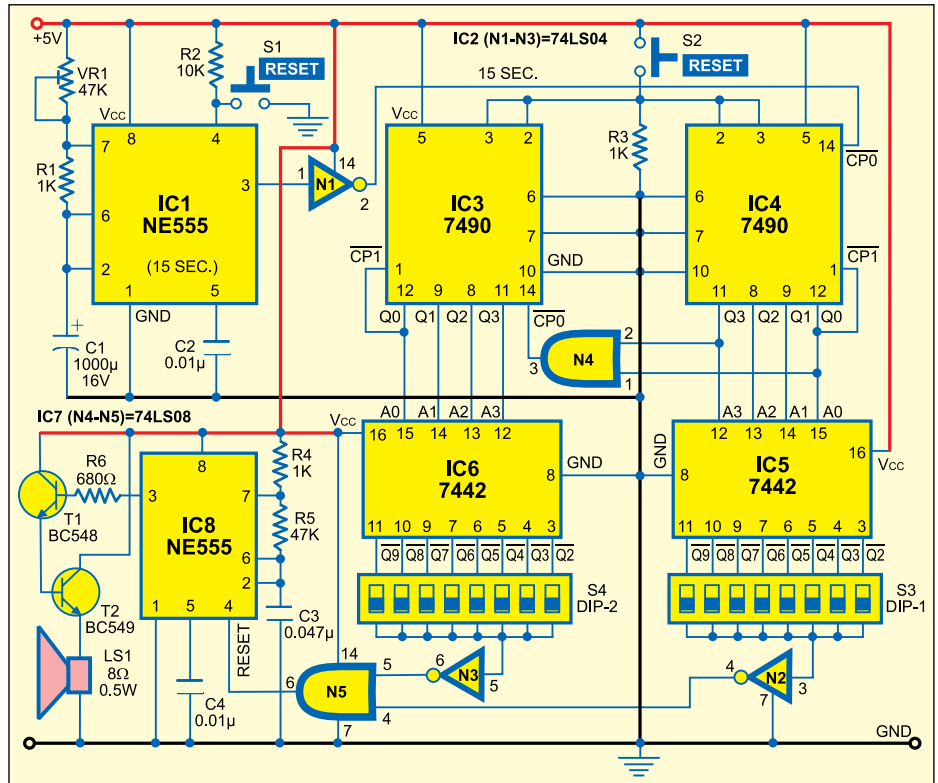 +5V
VR1
47K
R2
10K
S1
RESET
IC2 (N1-N3)=74LS04
S2
RESET
15 SEC.
VCC
8
4
7
R1
1K
6
2
IC1
NE555
(15 SEC.)
3
1
5
GND
C1
1000µ
16V
+
C2
0.01µ
1
14
N1
2
VCC
5
3
2
IC3
7490
6
7
10
GND
CP1
1
12
9
8
11
14
Q0
Q1
Q2
Q3
CP0
R3
1K
2
3
5
14
CP0
IC4
7490
6
7
10
CP1
1
11
8
9
12
Q3
Q2
Q1
Q0
N4
2
1
3
IC7 (N4-N5)=74LS08
VCC
A0
A1
A2
A3
16
15
14
13
12
IC6
7442
8
GND
11
10
9
7
6
5
4
3
Q9
Q8
Q7
Q6
Q5
Q4
Q3
Q2
S4
DIP-2
A3
A2
A1
A0
12
13
14
15
16
VCC
GND
8
IC5
7442
11
10
9
7
6
5
4
3
Q9
Q8
Q7
Q6
Q5
Q4
Q3
Q2
S3
DIP-1
R6
680Ω
T1
BC548
T2
BC549
LS1
8Ω
0.5W
8
3
IC8
NE555
7
6
2
1
5
4
RESET
R4
1K
R5
47K
C3
0.047µ
C4
0.01µ
14
N5
6
5
4
7
N3
6
5
N2
4
3
7
GND